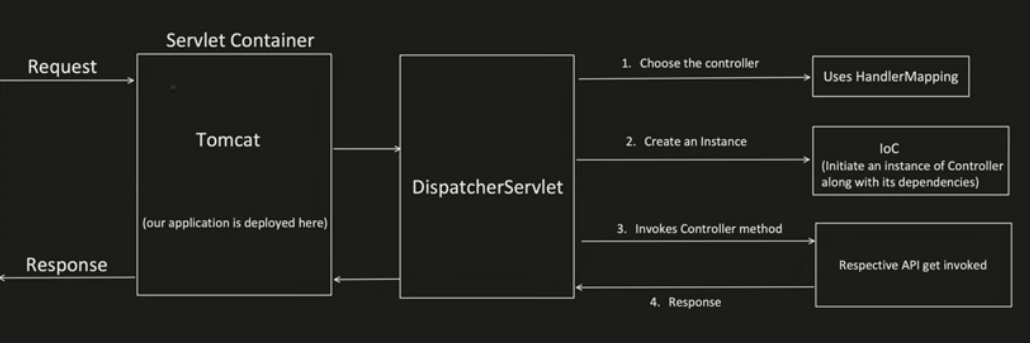 Servlet Container
Request
Tomcat
(our application is deployed here)
Response
DispatcherServlet
1. Choose the controller
Uses HandlerMapping
2. Create an Instance
IoC
(Initiate an instance of Controller
along with its dependencies)
3. Invokes Controller method
Respective API get invoked
4. Response